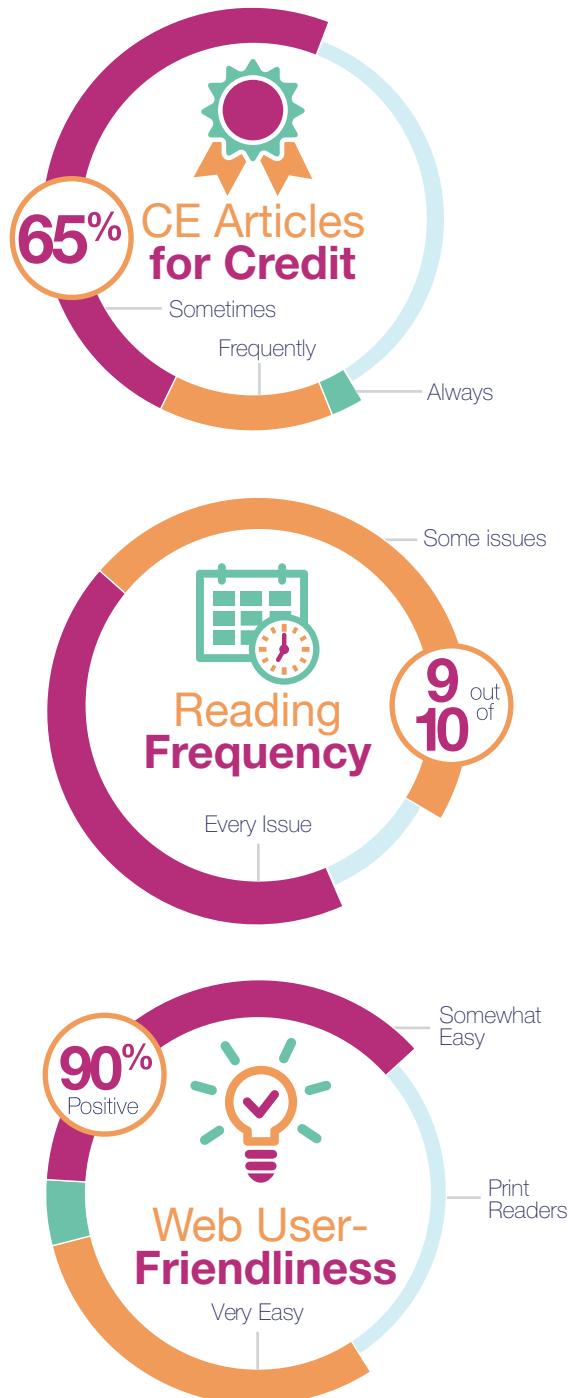 65%
CE Articles
for Credit
Sometimes
Frequently
Always
Some issues
9 out
10 of
Reading
Frequency
Every Issue
Somewhat
Easy
90%
Positive
Print
Readers
Web User-
Friendliness
Very Easy